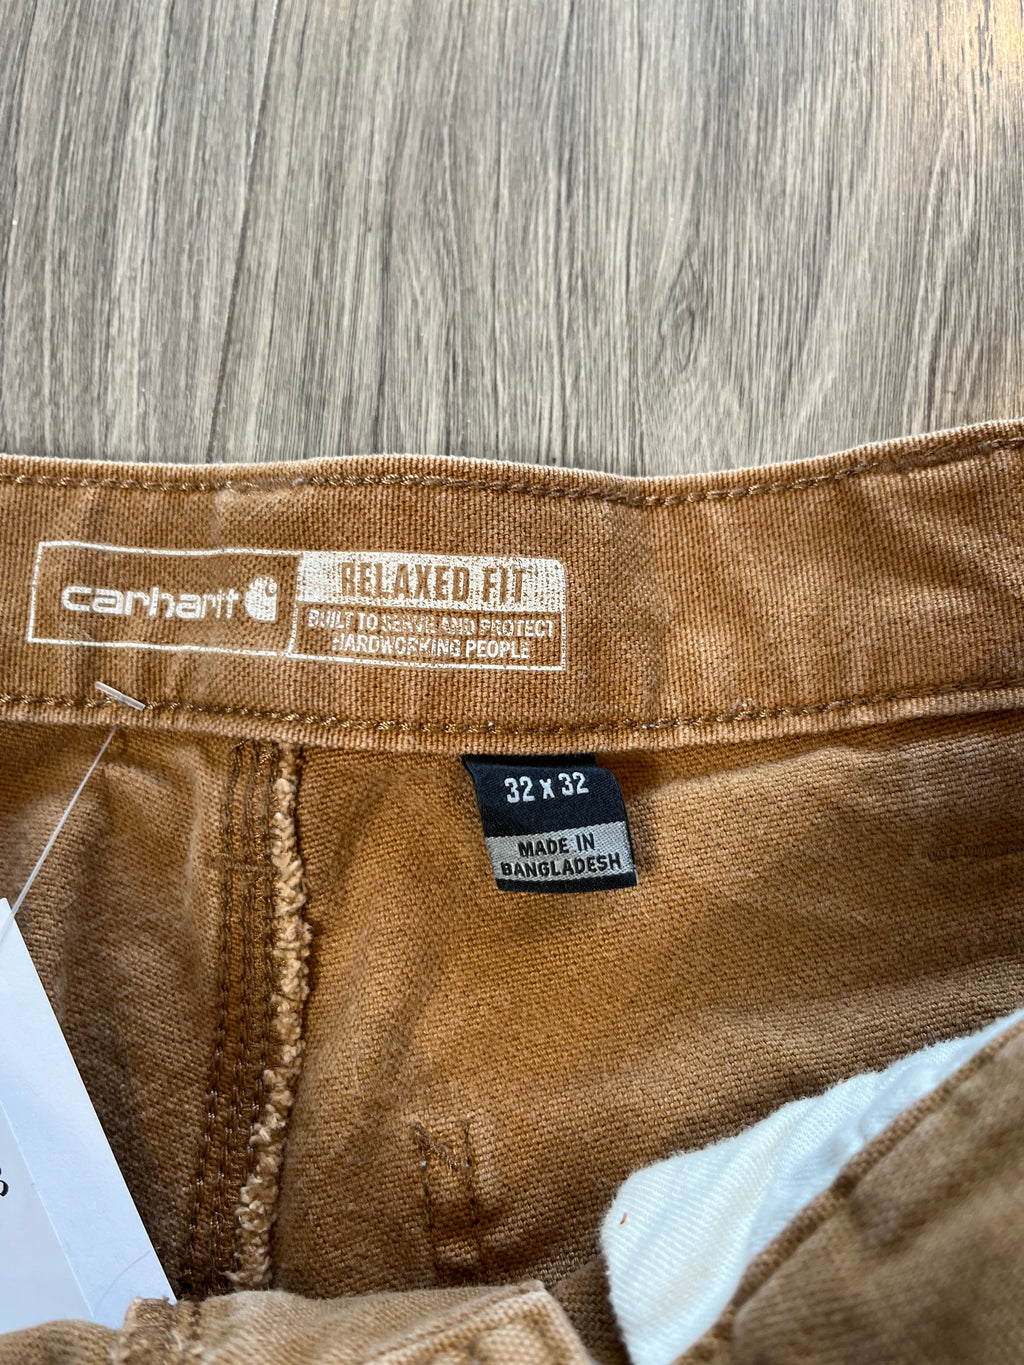 carhartt
RELAXED FIT
BUILT TO SERVE AND PROTECT
HARDWORKING PEOPLE
32 X 32
MADE IN
BANGLADESH